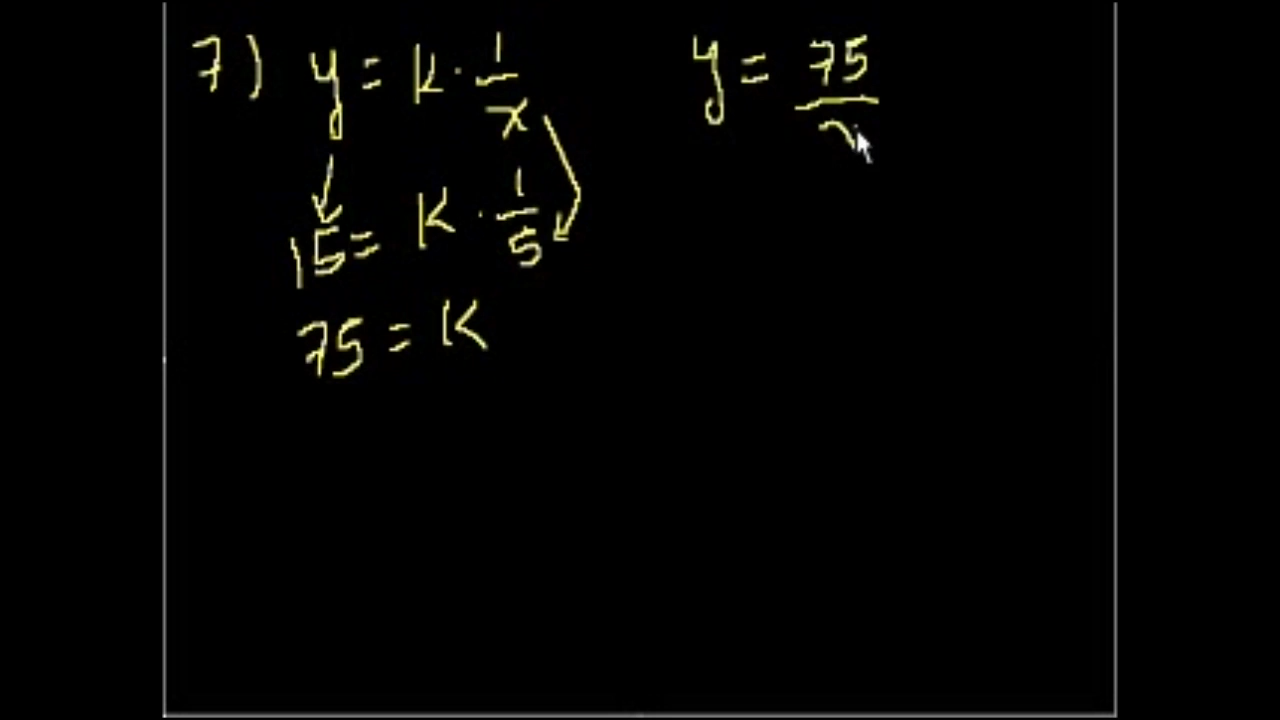 7) y = K · 1/x
15 = K · 1/5
75 = K
y = 75/